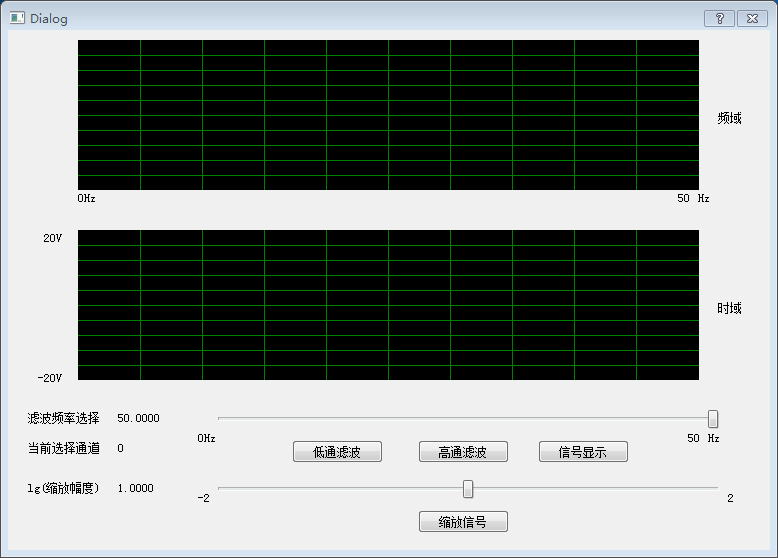 Dialog
频域
0Hz 50 Hz
20V
时域
-20V
滤波频率选择 50.0000
0Hz 50 Hz
当前选择通道 0
低通滤波 高通滤波 信号显示
lg(缩放幅度) 1.0000
-2 2
缩放信号